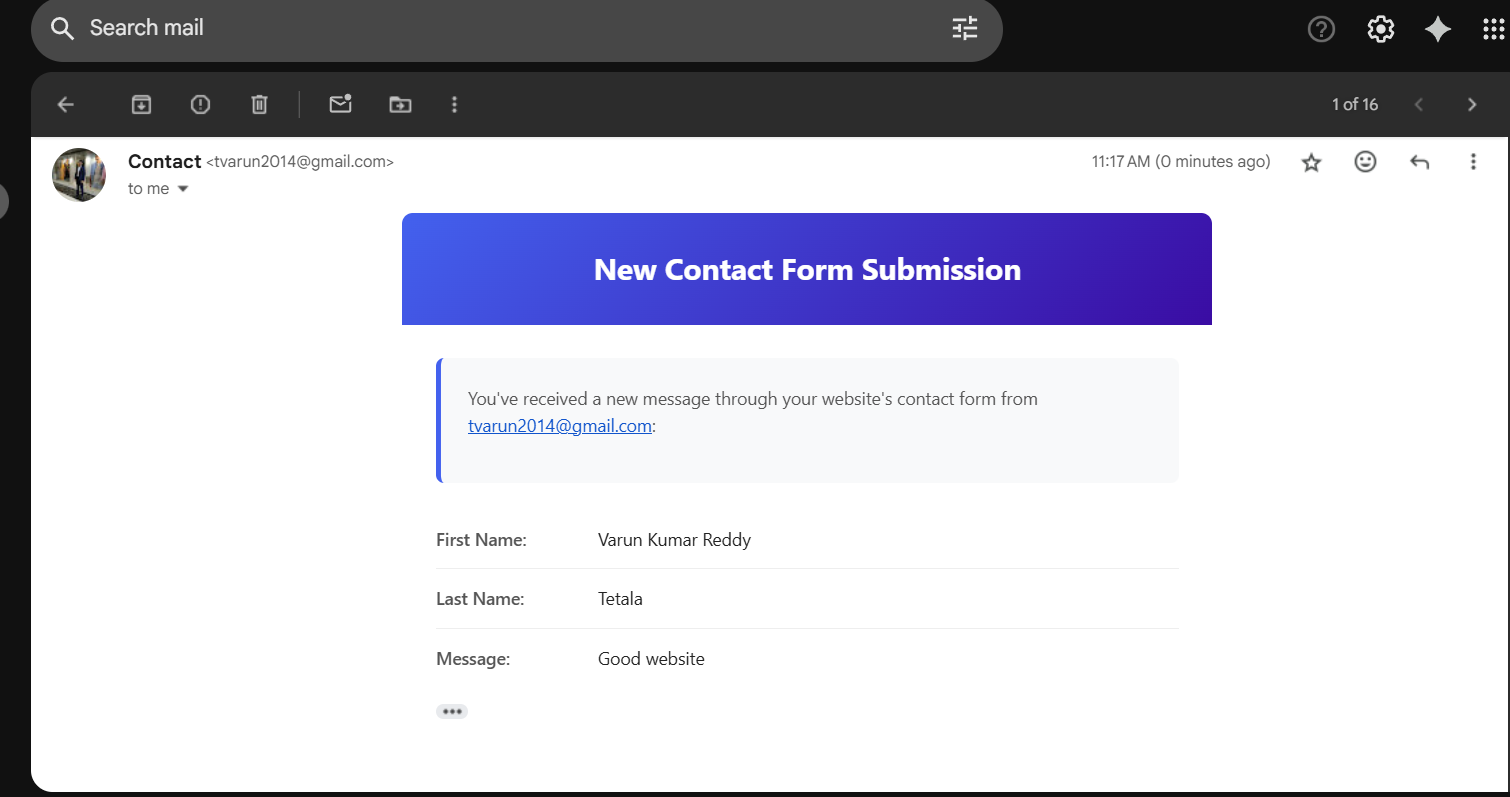 Search mail
1 of 16
Contact <tvarun2014@gmail.com>
11:17 AM (0 minutes ago)
to me
New Contact Form Submission
You've received a new message through your website's contact form from
tvarun2014@gmail.com:
First Name: Varun Kumar Reddy
Last Name: Tetala
Message: Good website